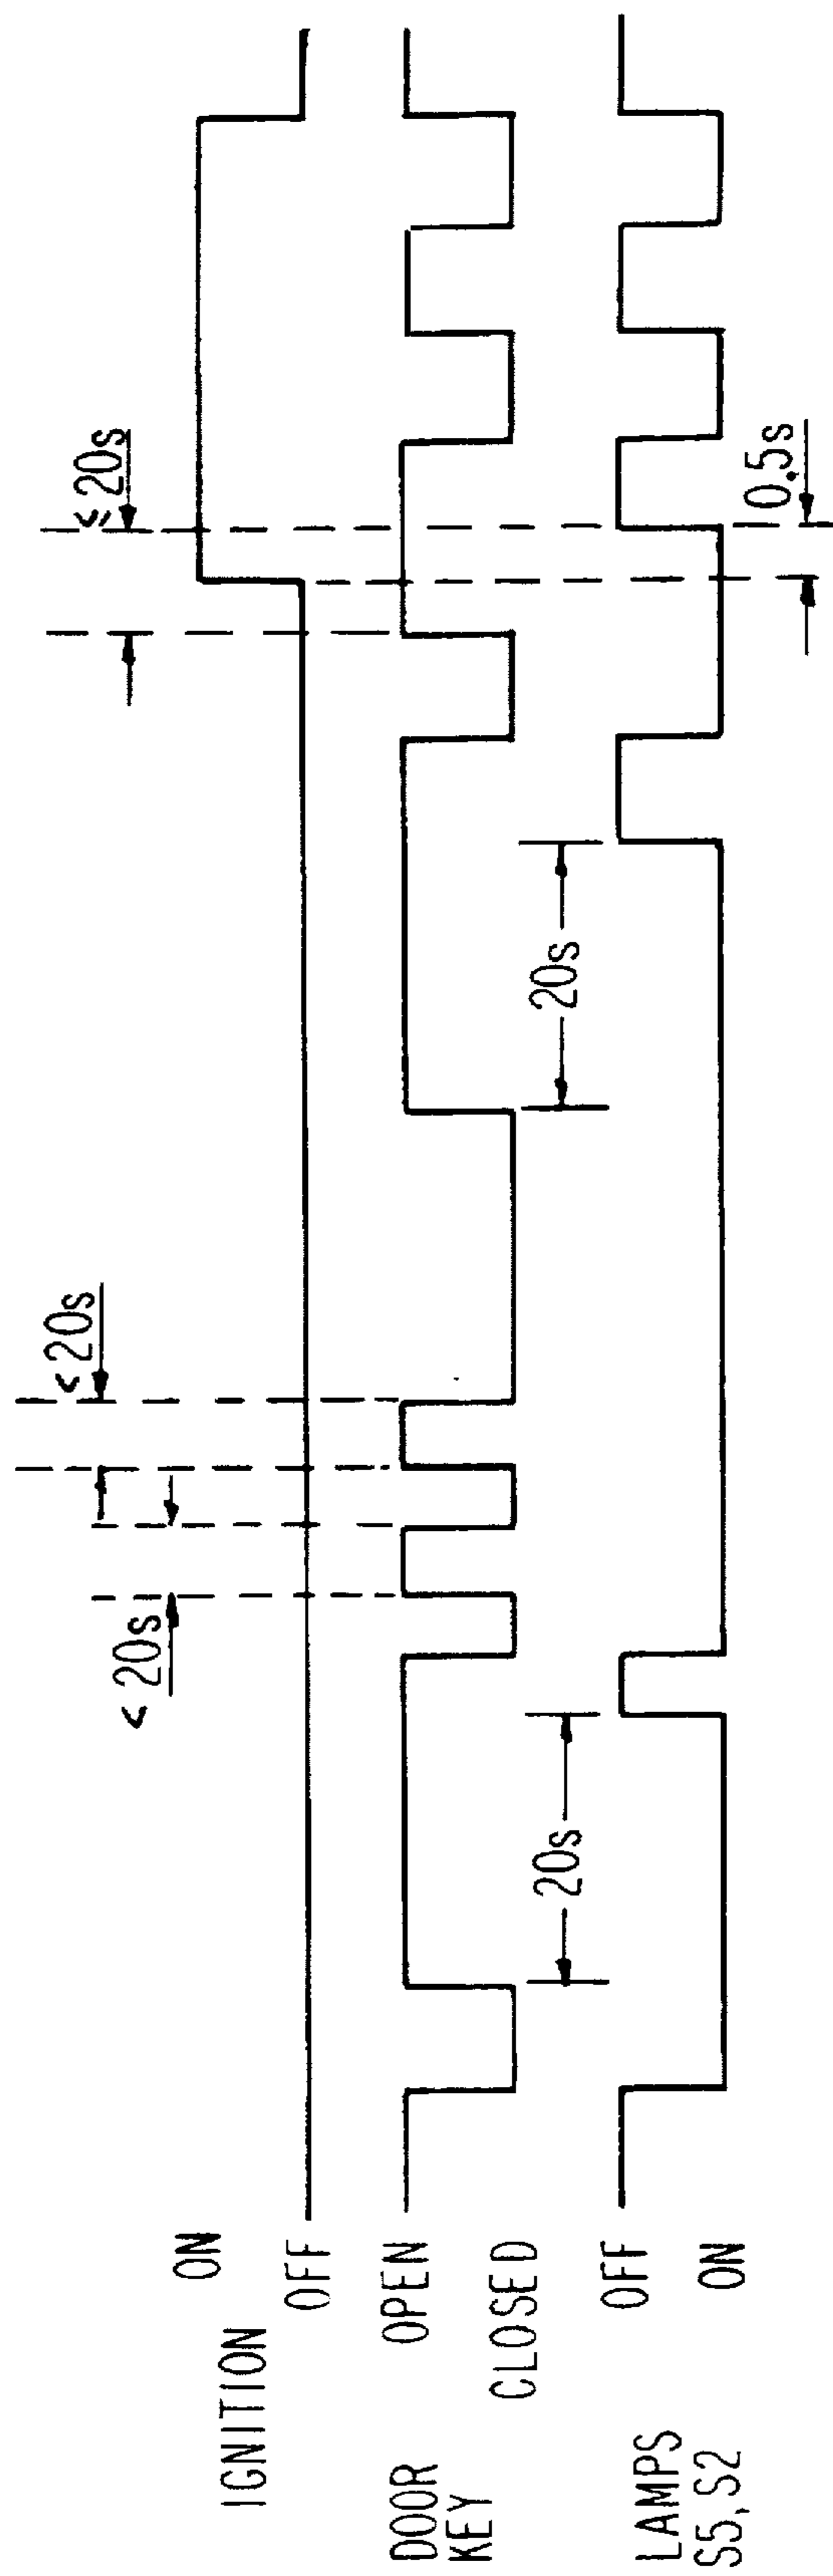 ON
IGNITION
OFF
OPEN
DOOR
KEY
CLOSED
OFF
LAMPS
S5, S2
ON
< 20s
< 20s
≤ 20s
20s
20s
0.5s